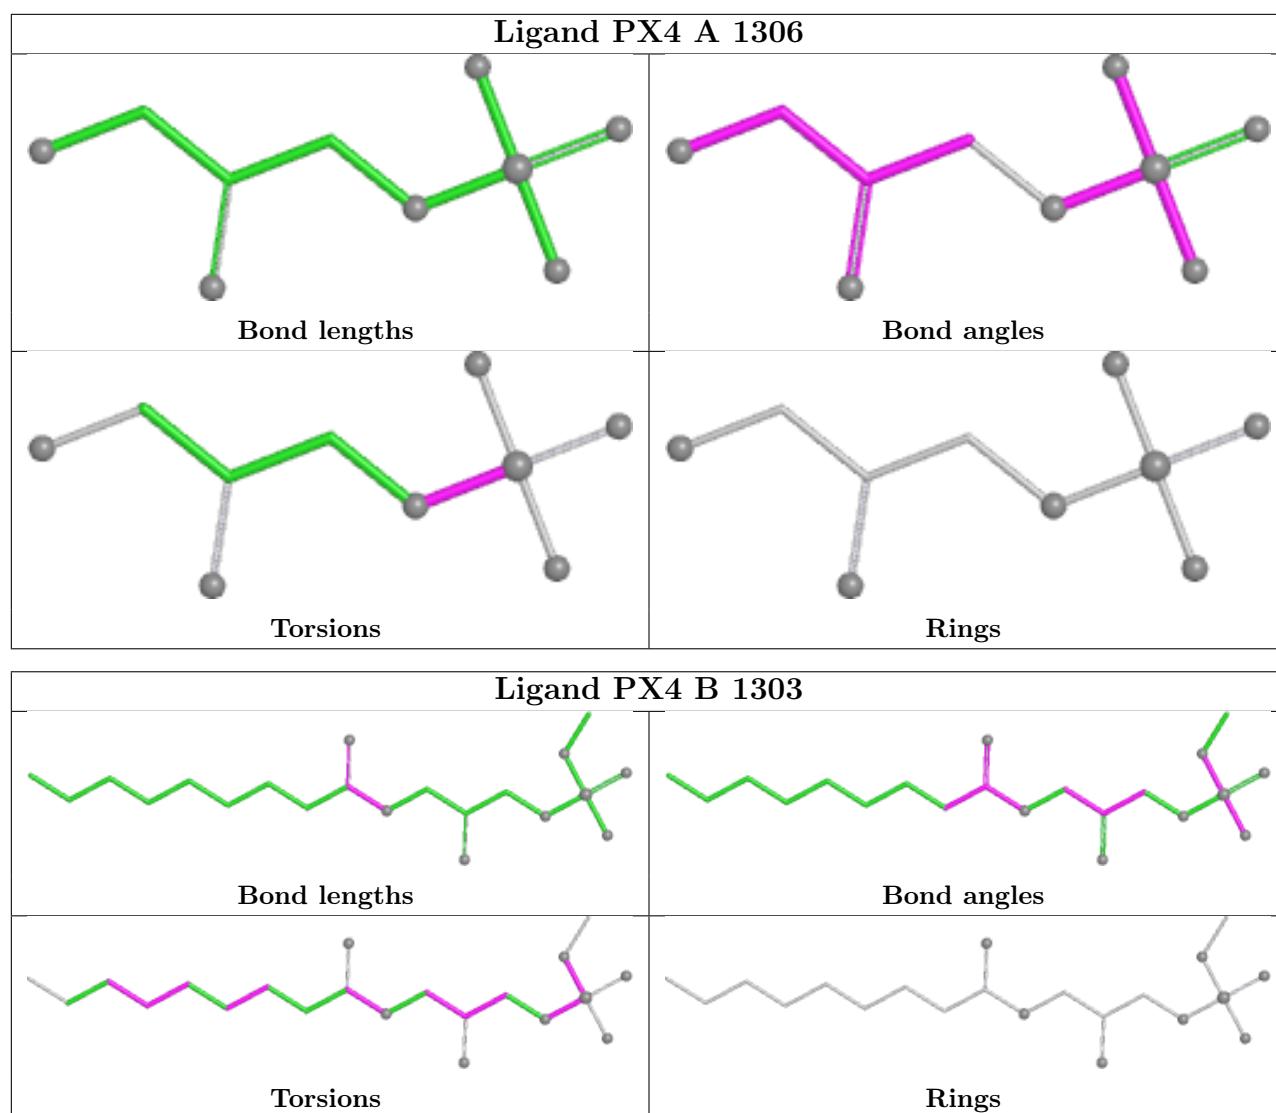 Ligand PX4 A 1306
Bond lengths
Bond angles
Torsions
Rings
Ligand PX4 B 1303
Bond lengths
Bond angles
Torsions
Rings